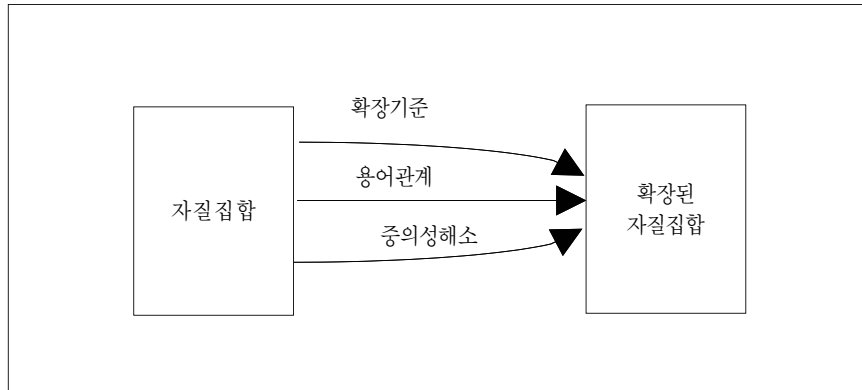 확장기준
용어관계
자질집합
중의성해소
확장된
자질집합